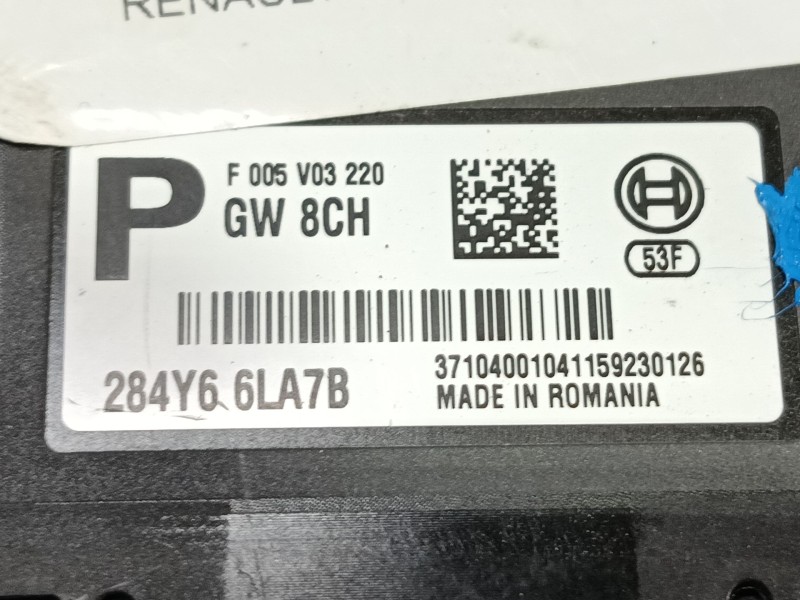 P
F 005 V03 220
GW 8CH
53F
284Y6 6LA7B
37104001041159230126
MADE IN ROMANIA